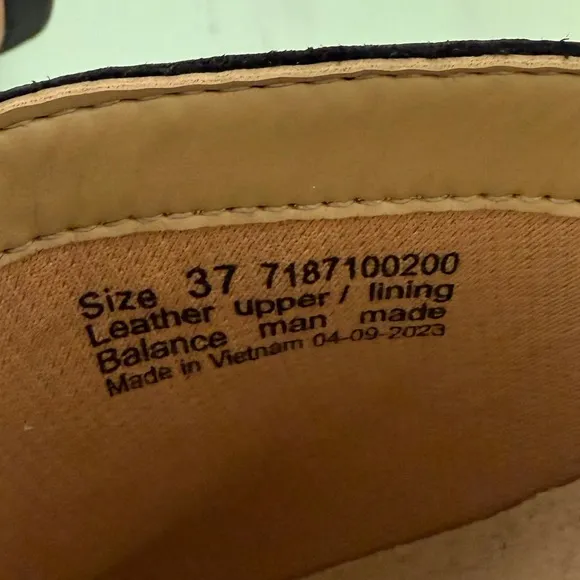 Size 37 7187100200
Leather upper / lining
Balance man made
Made in Vietnam 04-09-2023